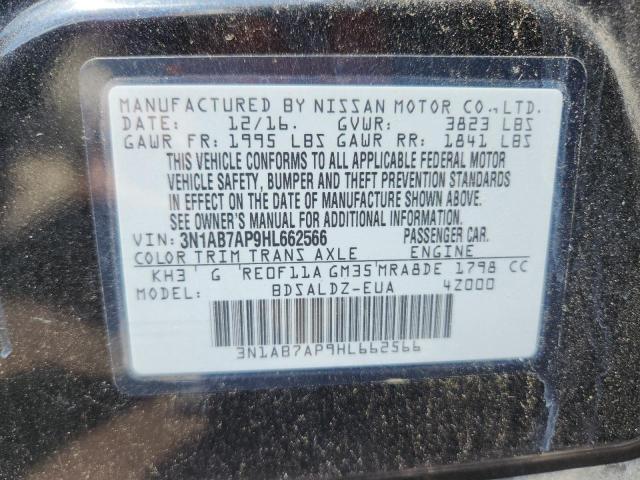 MANUFACTURED BY NISSAN MOTOR CO.,LTD.
DATE: 12/16. GVWR: 3823 LBS
GAWR FR: 1995 LBS GAWR RR: 1841 LBS
THIS VEHICLE CONFORMS TO ALL APPLICABLE FEDERAL MOTOR
VEHICLE SAFETY, BUMPER AND THEFT PREVENTION STANDARDS
IN EFFECT ON THE DATE OF MANUFACTURE SHOWN ABOVE.
SEE OWNER'S MANUAL FOR ADDITIONAL INFORMATION.
VIN: 3N1AB7AP9HL662566 PASSENGER CAR.
COLOR TRIM TRANS AXLE ENGINE
KH3 G RE0F11A GM35 MRA8DE 1798 CC
MODEL: BDSALDZ-EUA 4Z000
3N1AB7AP9HL662566